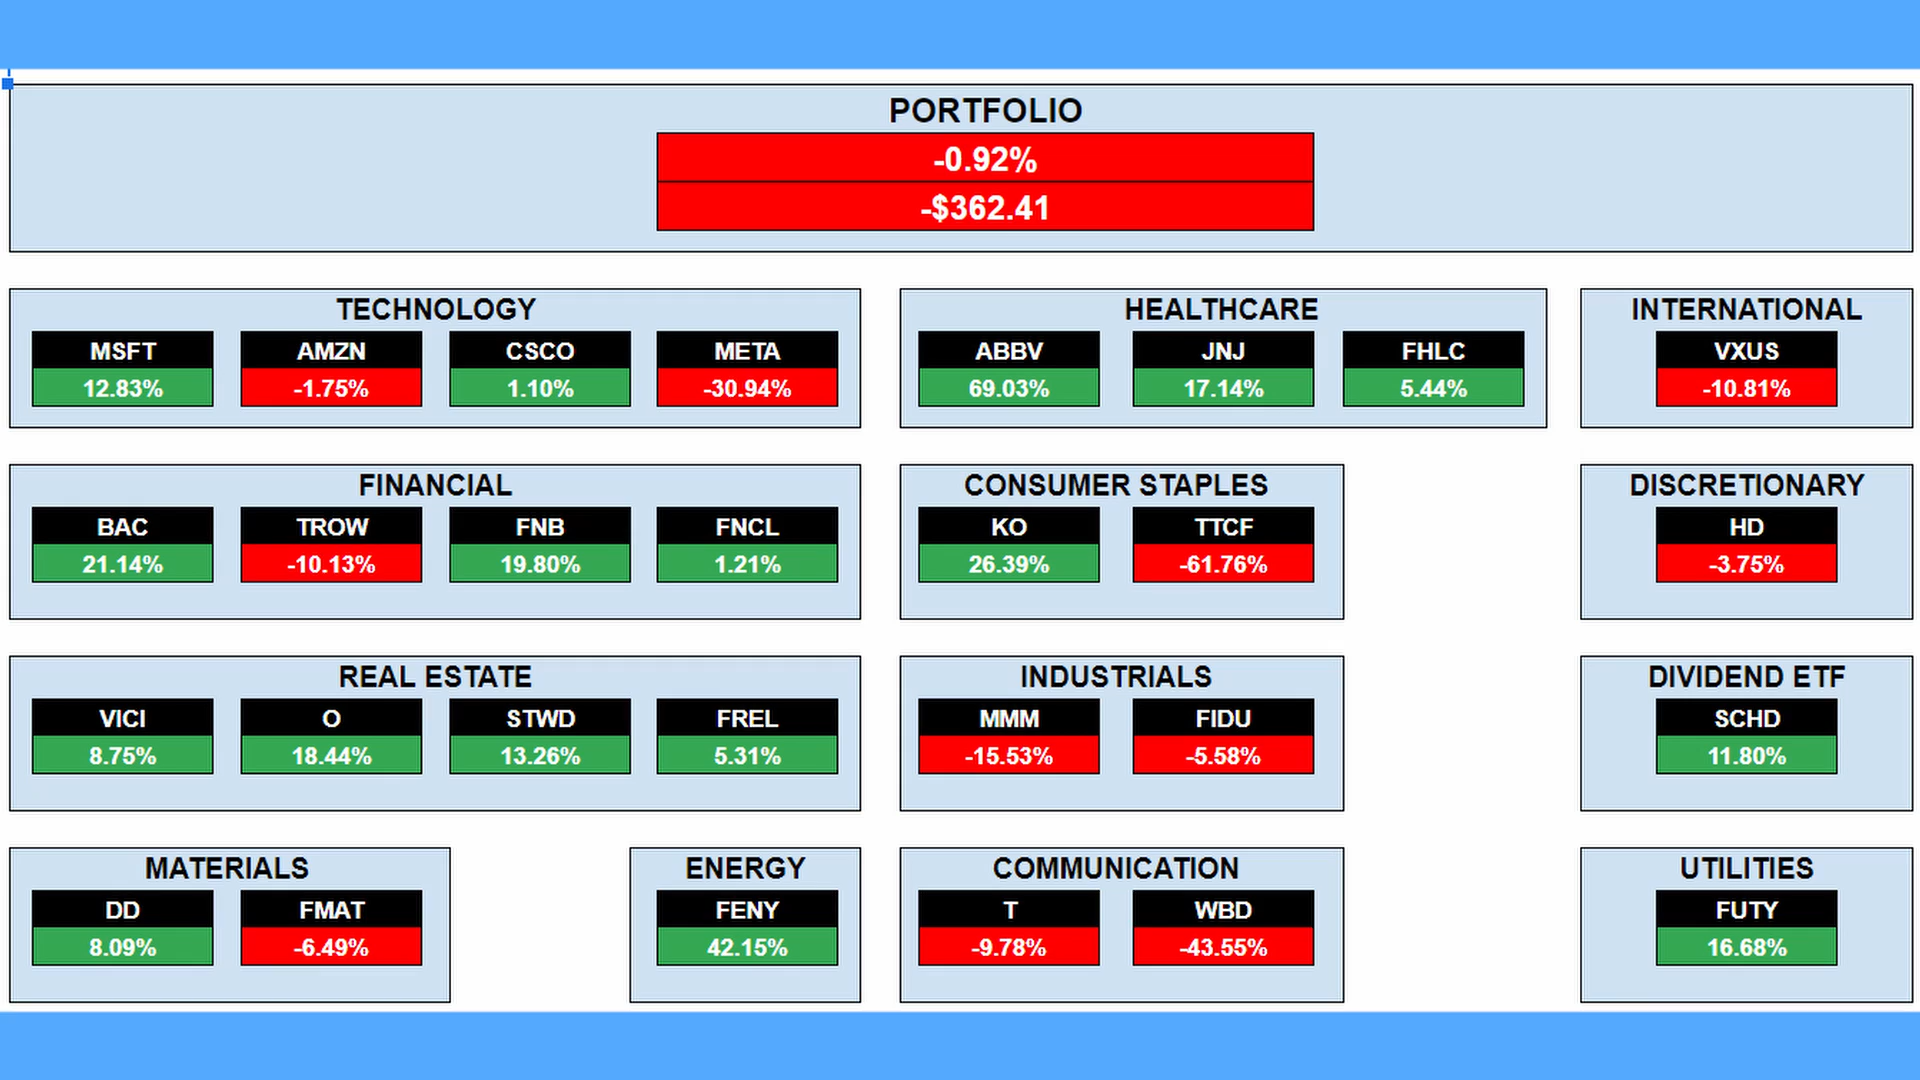 PORTFOLIO
-0.92%
-$362.41
TECHNOLOGY
MSFT AMZN CSCO META
12.83% -1.75% 1.10% -30.94%
HEALTHCARE
ABBV JNJ FHLC
69.03% 17.14% 5.44%
INTERNATIONAL
VXUS
-10.81%
FINANCIAL
BAC TROW FNB FNCL
21.14% -10.13% 19.80% 1.21%
CONSUMER STAPLES
KO TTCF
26.39% -61.76%
DISCRETIONARY
HD
-3.75%
REAL ESTATE
VICI O STWD FREL
8.75% 18.44% 13.26% 5.31%
INDUSTRIALS
MMM FIDU
-15.53% -5.58%
DIVIDEND ETF
SCHD
11.80%
MATERIALS
DD FMAT
8.09% -6.49%
ENERGY
FENY
42.15%
COMMUNICATION
T WBD
-9.78% -43.55%
UTILITIES
FUTY
16.68%